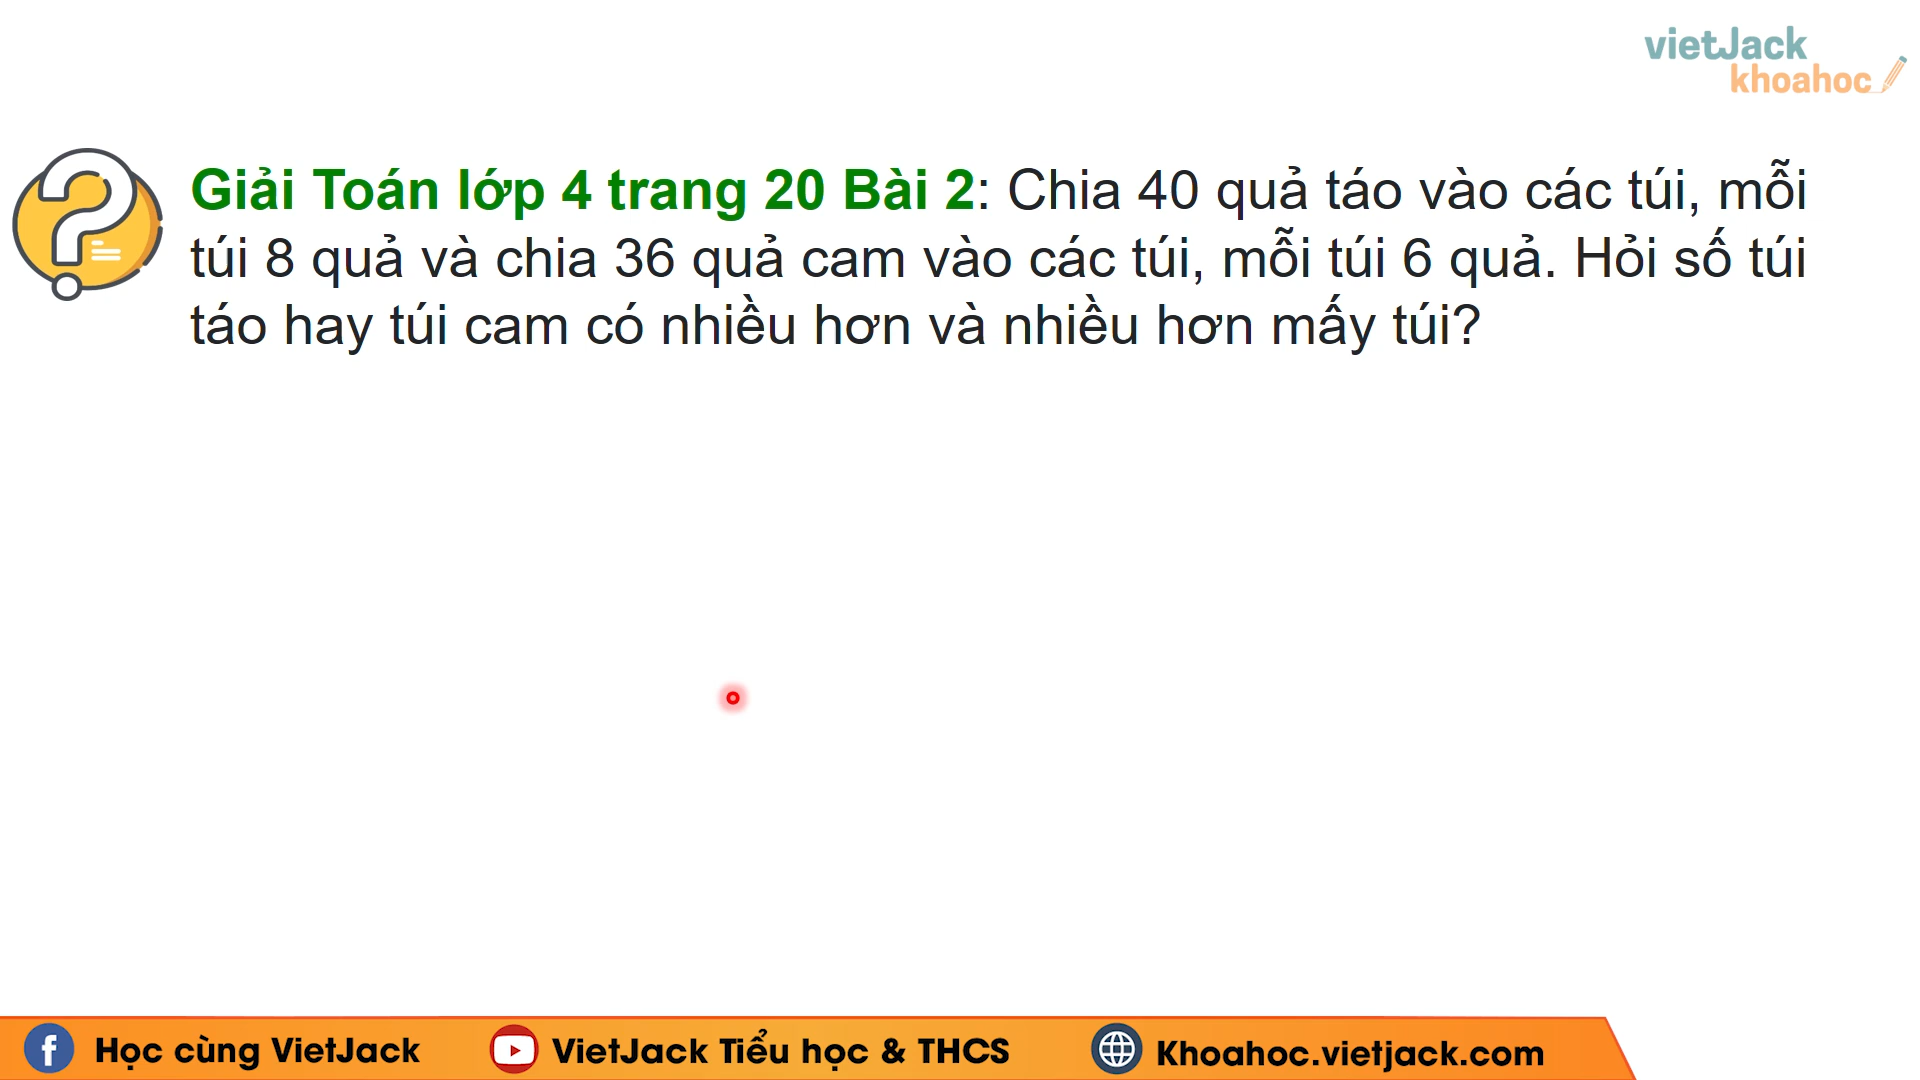 vietJack
khoahoc
Giải Toán lớp 4 trang 20 Bài 2: Chia 40 quả táo vào các túi, mỗi
túi 8 quả và chia 36 quả cam vào các túi, mỗi túi 6 quả. Hỏi số túi
táo hay túi cam có nhiều hơn và nhiều hơn mấy túi?
Học cùng VietJack
VietJack Tiểu học & THCS
Khoahoc.vietjack.com